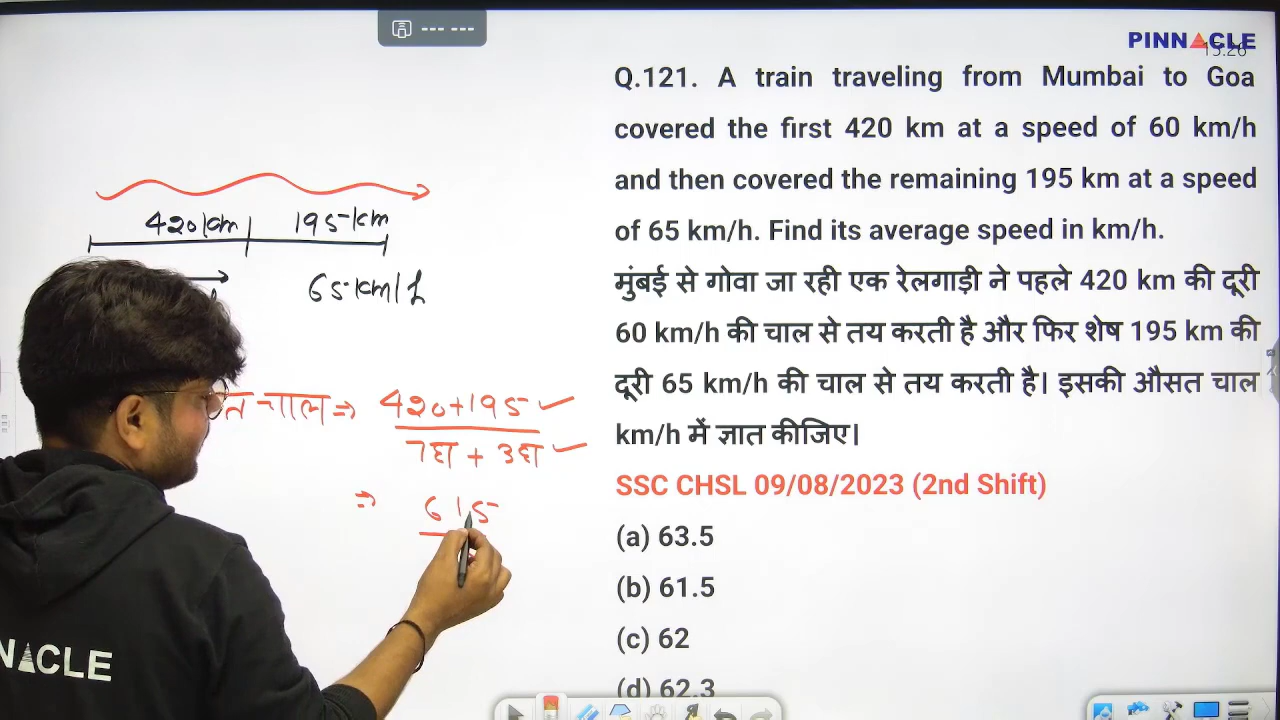 PINNACLE
15:26
Q.121. A train traveling from Mumbai to Goa
covered the first 420 km at a speed of 60 km/h
and then covered the remaining 195 km at a speed
of 65 km/h. Find its average speed in km/h.
मुंबई से गोवा जा रही एक रेलगाड़ी ने पहले 420 km की दूरी
60 km/h की चाल से तय करती है और फिर शेष 195 km की
दूरी 65 km/h की चाल से तय करती है। इसकी औसत चाल
km/h में ज्ञात कीजिए।
SSC CHSL 09/08/2023 (2nd Shift)
(a) 63.5
(b) 61.5
(c) 62
(d) 62.3
420 km 195 km
65 km/h
त चाल ⇒ 420+195
7घं + 3घं
⇒ 615
NACLE